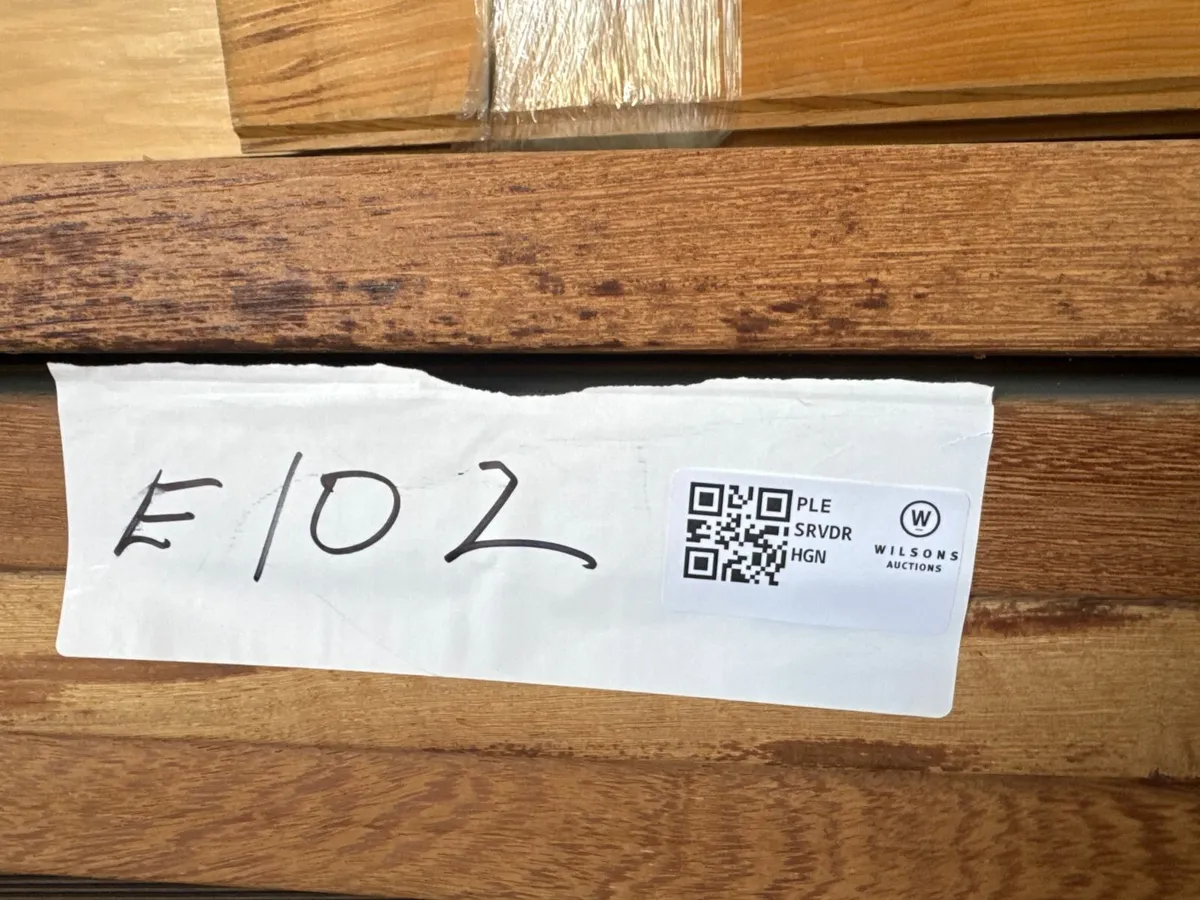 E102
PLE
SRVDR
HGN
W
WILSONS
AUCTIONS